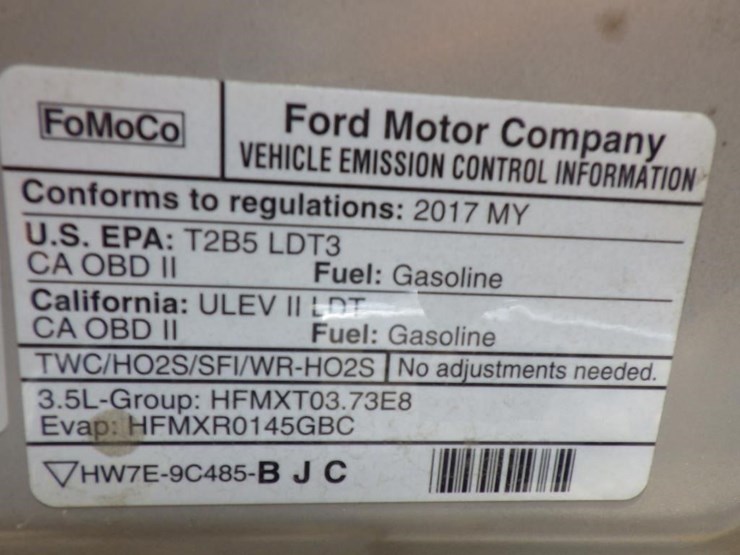 FoMoCo
Ford Motor Company
VEHICLE EMISSION CONTROL INFORMATION
Conforms to regulations: 2017 MY
U.S. EPA: T2B5 LDT3
CA OBD II Fuel: Gasoline
California: ULEV II LDT
CA OBD II Fuel: Gasoline
TWC/HO2S/SFI/WR-HO2S No adjustments needed.
3.5L-Group: HFMXT03.73E8
Evap: HFMXR0145GBC
HW7E-9C485-B J C